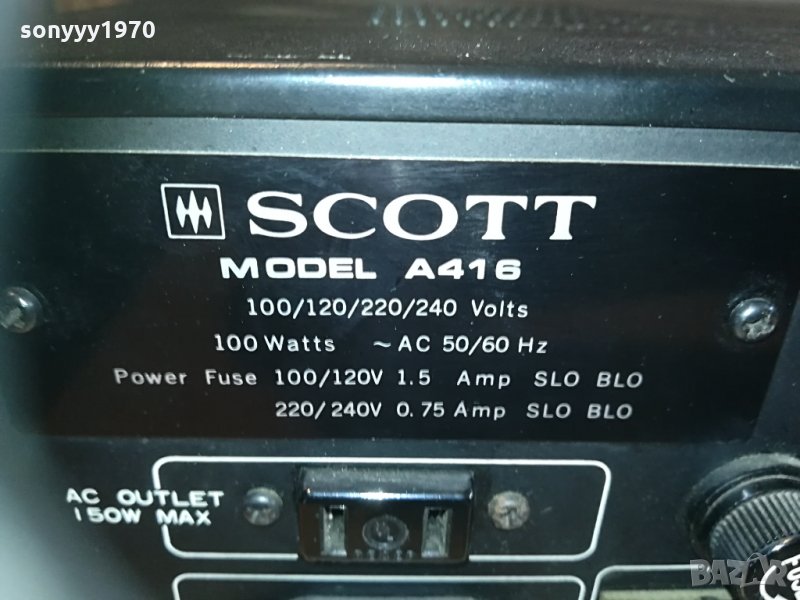 sonyyy1970
SCOTT
MODEL A416
100/120/220/240 Volts
100 Watts ~ AC 50/60 Hz
Power Fuse 100/120V 1.5 Amp SLO BLO
220/240V 0.75 Amp SLO BLO
AC OUTLET
150W MAX
BAZAR